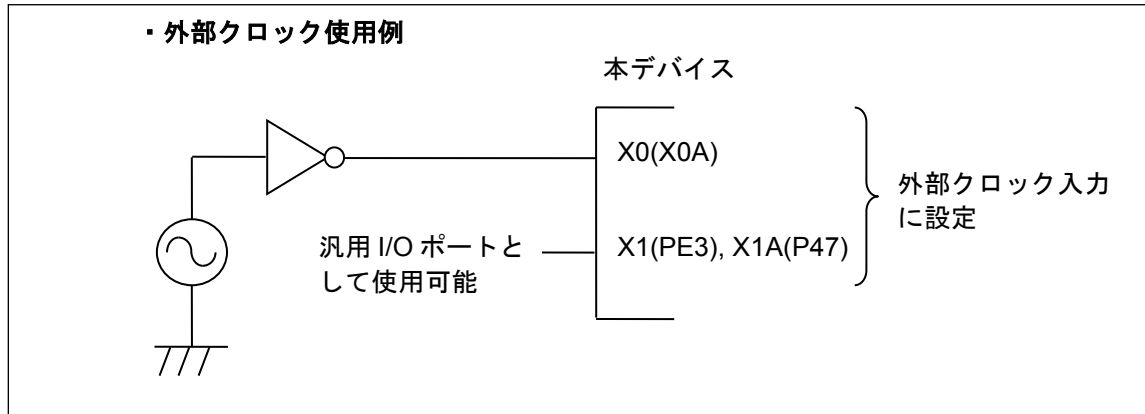 ・外部クロック使用例
本デバイス
X0(X0A)
外部クロック入力
に設定
汎用 I/O ポートと
して使用可能
X1(PE3), X1A(P47)